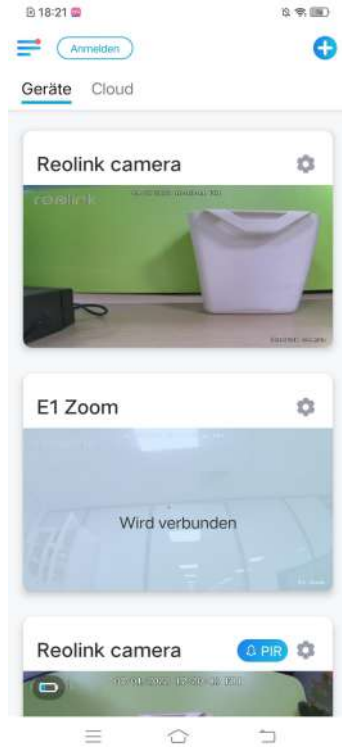 18:21
Anmelden
Geräte Cloud
Reolink camera
reolink
E1 Zoom
Wird verbunden
Reolink camera
PIR